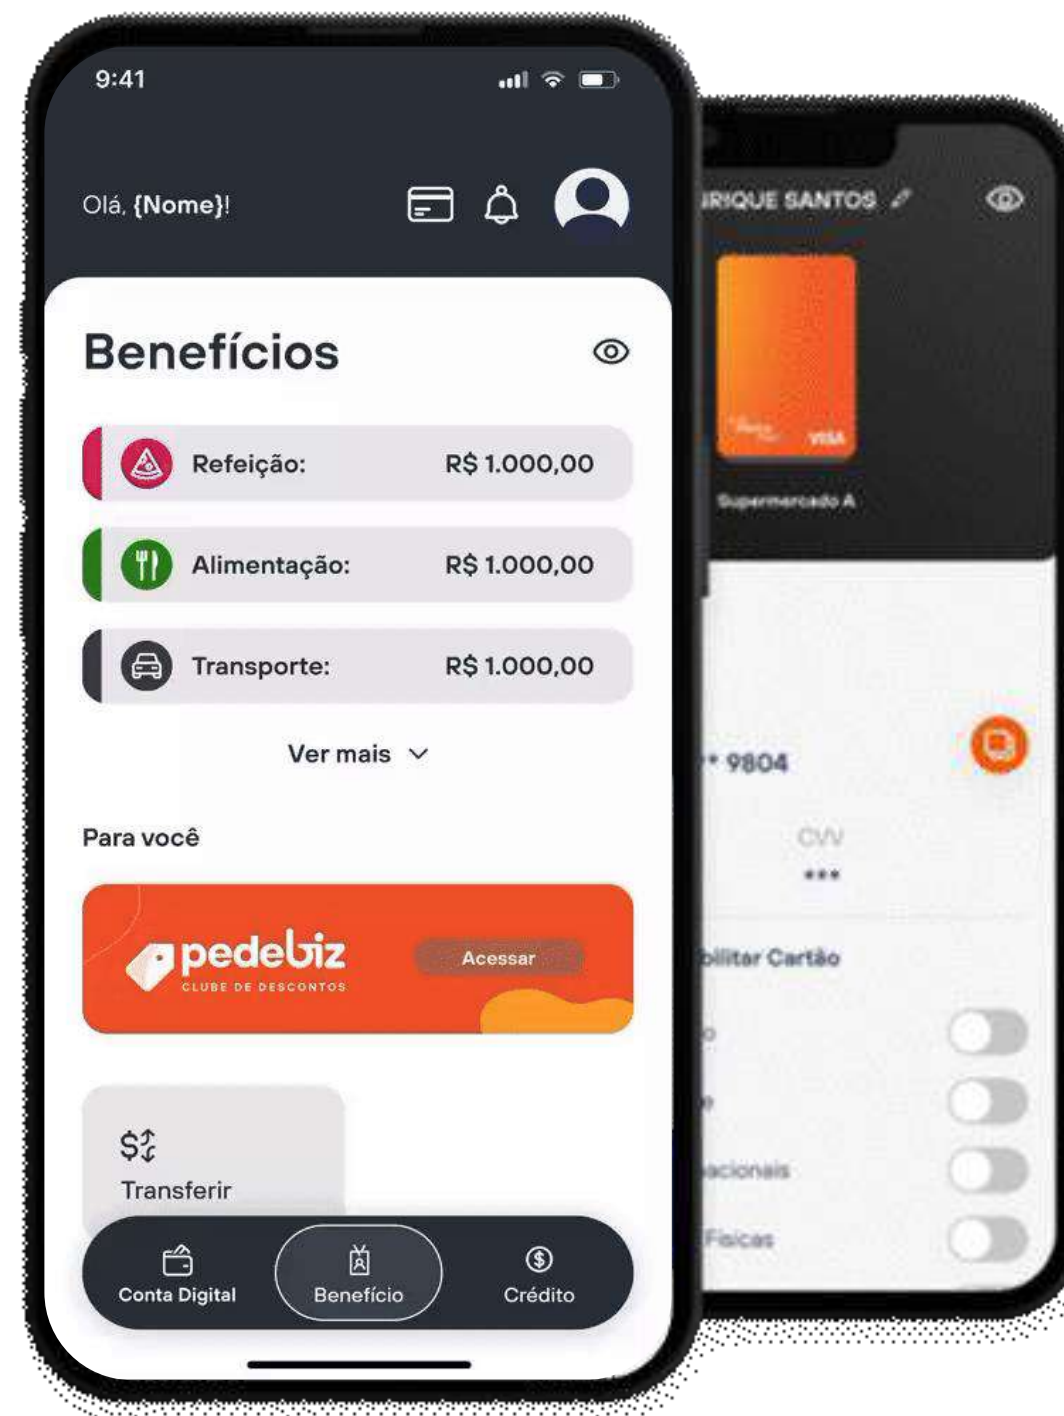 9:41
Olá, {Nome}!
Benefícios
Refeição: R$ 1.000,00
Alimentação: R$ 1.000,00
Transporte: R$ 1.000,00
Ver mais
Para você
pedebiz
CLUBE DE DESCONTOS
Acessar
$
Transferir
Conta Digital
Benefício
Crédito
RIQUE SANTOS
VISA
Supermercado A
* 9804
CVV
***
bilitar Cartão
o
e
nacionais
Físicas